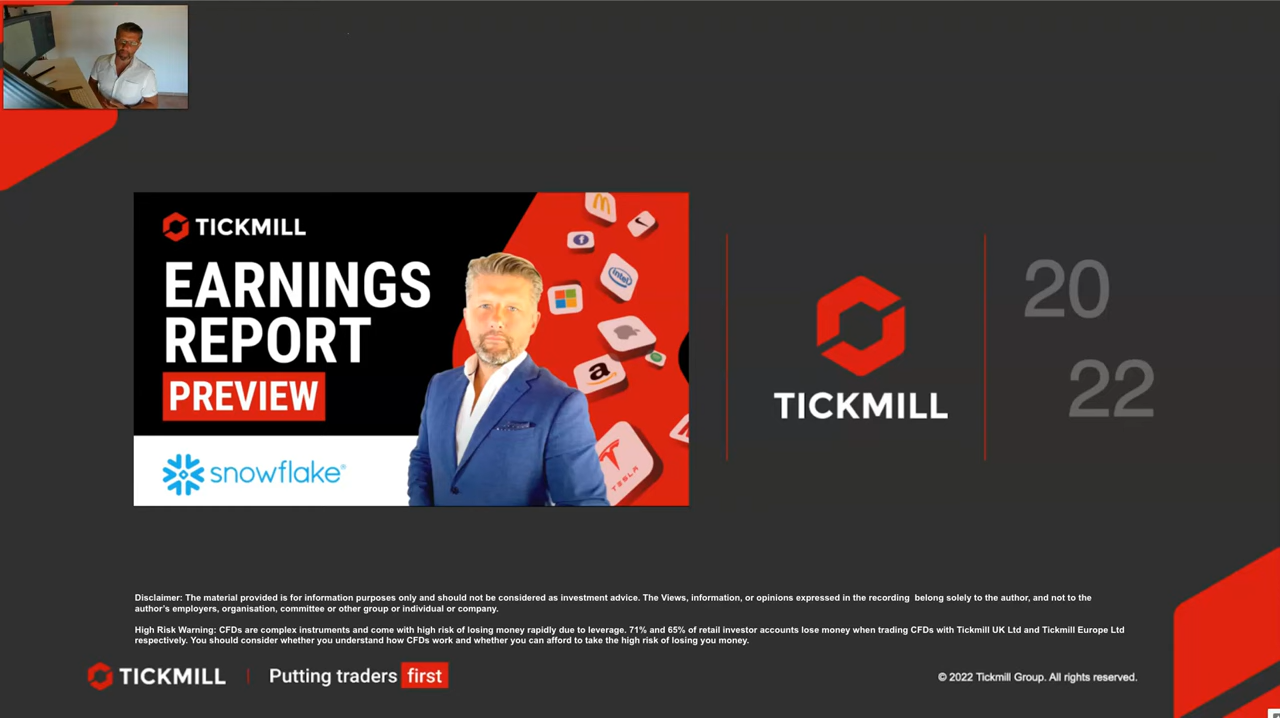 TICKMILL
EARNINGS
REPORT
PREVIEW
snowflake®
intel
a
TESLA
TICKMILL
20
22
Disclaimer: The material provided is for information purposes only and should not be considered as investment advice. The Views, information, or opinions expressed in the recording belong solely to the author, and not to the
author's employers, organisation, committee or other group or individual or company.
High Risk Warning: CFDs are complex instruments and come with high risk of losing money rapidly due to leverage. 71% and 65% of retail investor accounts lose money when trading CFDs with Tickmill UK Ltd and Tickmill Europe Ltd
respectively. You should consider whether you understand how CFDs work and whether you can afford to take the high risk of losing you money.
TICKMILL | Putting traders first
© 2022 Tickmill Group. All rights reserved.